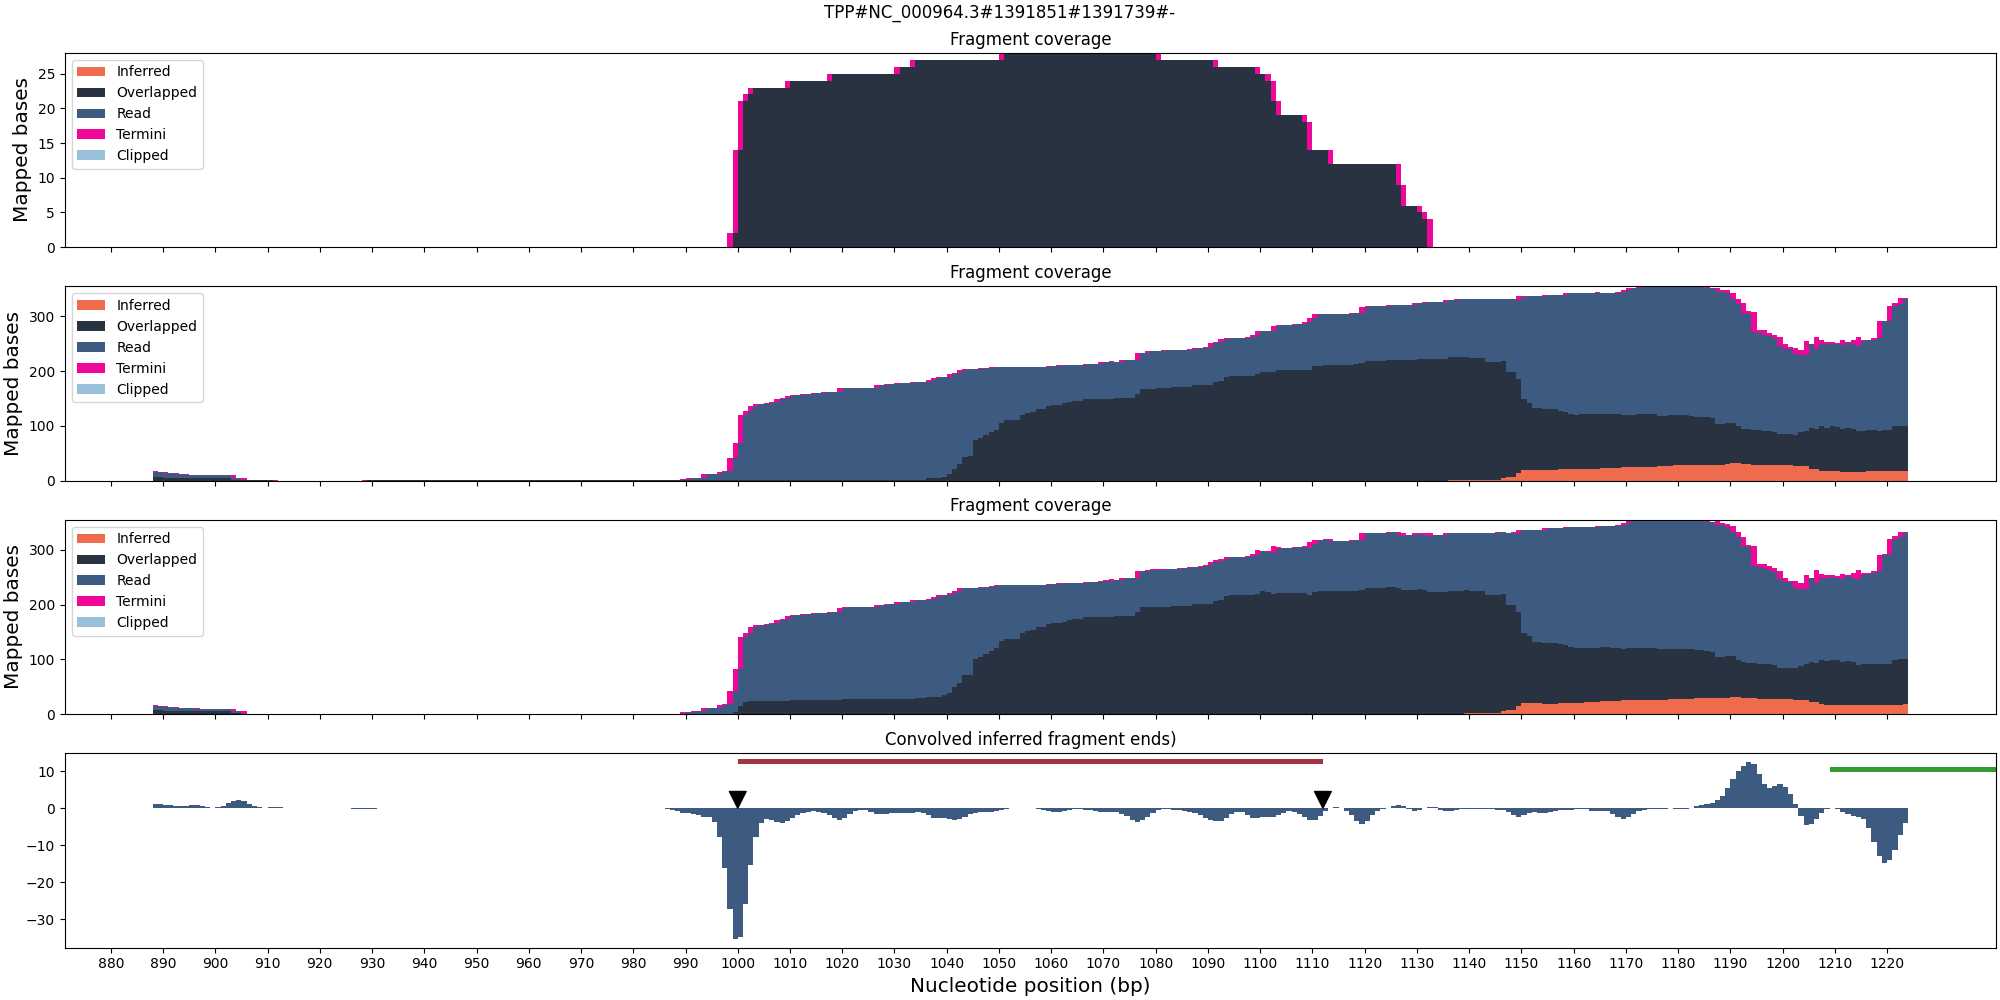 TPP#NC_000964.3#1391851#1391739#-
Fragment coverage
Mapped bases
25
20
15
10
5
0
Inferred
Overlapped
Read
Termini
Clipped
Fragment coverage
Mapped bases
300
200
100
0
Inferred
Overlapped
Read
Termini
Clipped
Fragment coverage
Mapped bases
300
200
100
0
Inferred
Overlapped
Read
Termini
Clipped
Convolved inferred fragment ends)
10
0
−10
−20
−30
880 890 900 910 920 930 940 950 960 970 980 990 1000 1010 1020 1030 1040 1050 1060 1070 1080 1090 1100 1110 1120 1130 1140 1150 1160 1170 1180 1190 1200 1210 1220
Nucleotide position (bp)